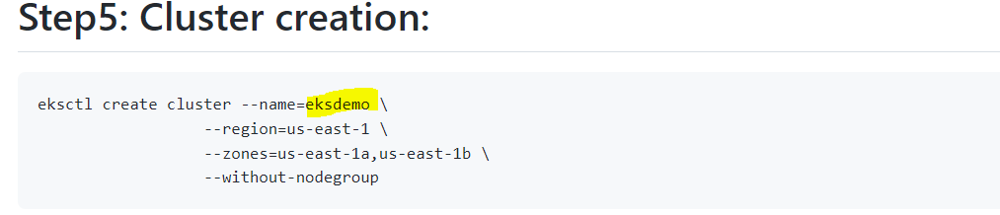 Step5: Cluster creation:
eksctl create cluster --name=eksdemo \
--region=us-east-1 \
--zones=us-east-1a,us-east-1b \
--without-nodegroup